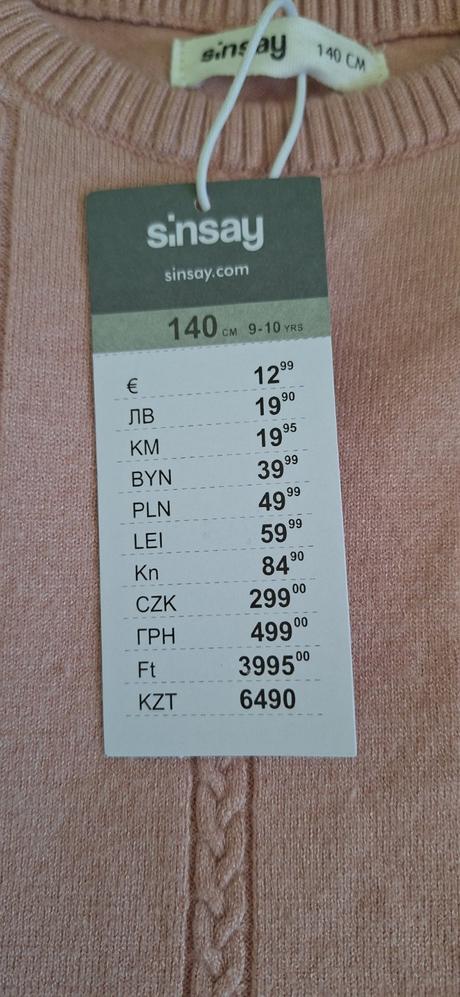 sinsay 140 CM
sinsay
sinsay.com
140 CM 9-10 YRS
€ 12⁹⁹
ЛВ 19⁹⁰
KM 19⁹⁵
BYN 39⁹⁹
PLN 49⁹⁹
LEI 59⁹⁹
Kn 84⁹⁰
CZK 299⁰⁰
ГРН 499⁰⁰
Ft 3995⁰⁰
KZT 6490